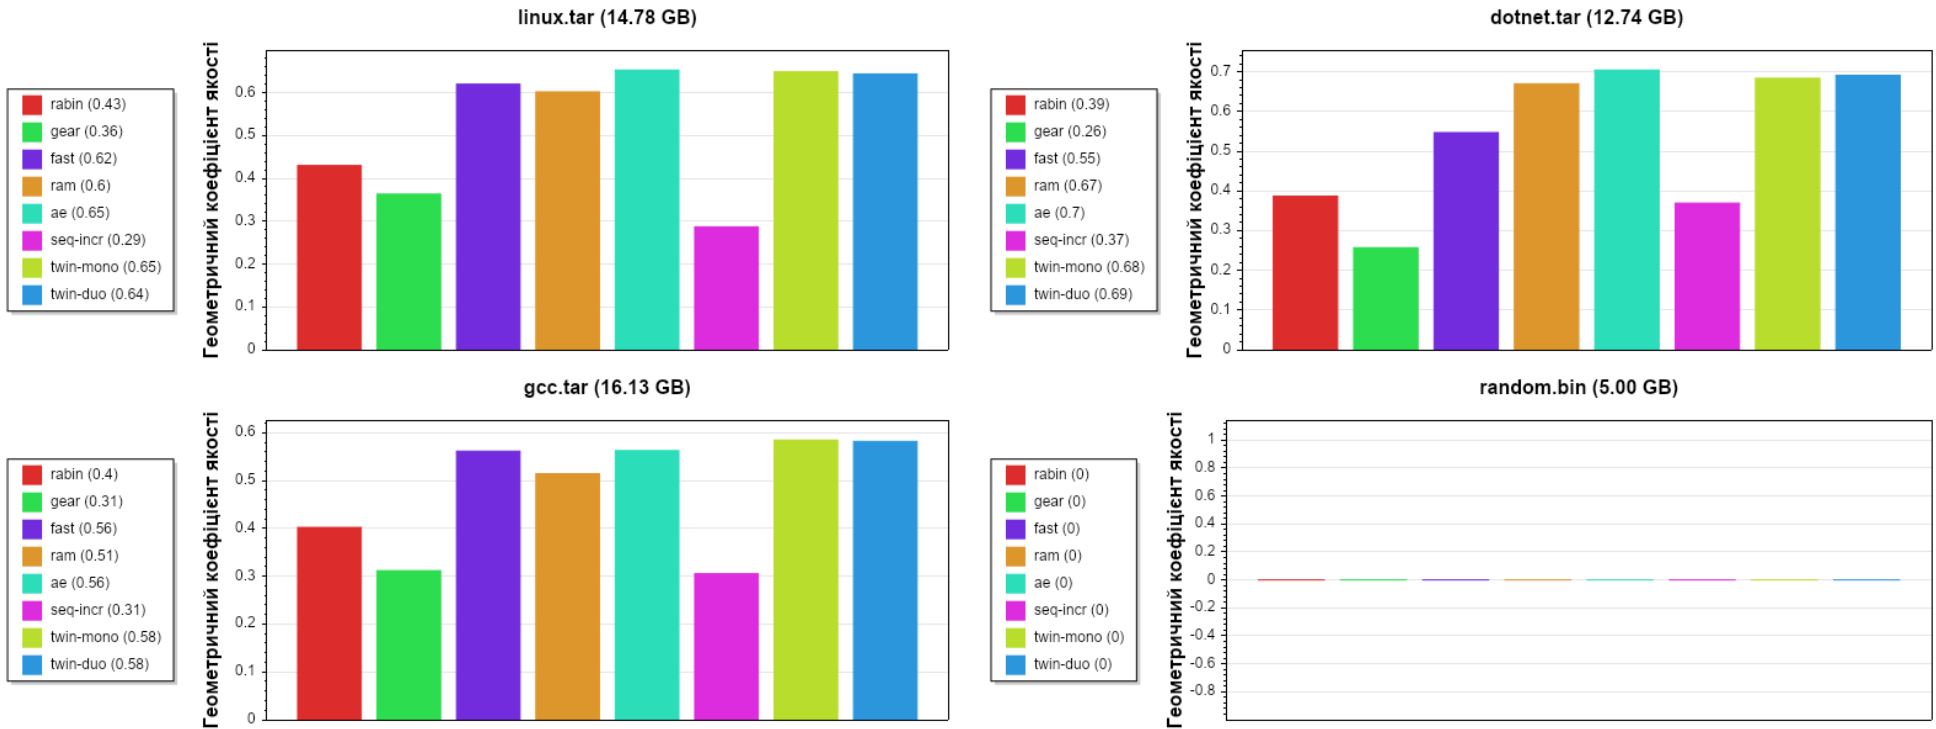 linux.tar (14.78 GB)
rabin (0.43)
gear (0.36)
fast (0.62)
ram (0.6)
ae (0.65)
seq-incr (0.29)
twin-mono (0.65)
twin-duo (0.64)
Геометричний коефіцієнт якості
0.6
0.5
0.4
0.3
0.2
0.1
0
dotnet.tar (12.74 GB)
rabin (0.39)
gear (0.26)
fast (0.55)
ram (0.67)
ae (0.7)
seq-incr (0.37)
twin-mono (0.68)
twin-duo (0.69)
Геометричний коефіцієнт якості
0.7
0.6
0.5
0.4
0.3
0.2
0.1
0
gcc.tar (16.13 GB)
rabin (0.4)
gear (0.31)
fast (0.56)
ram (0.51)
ae (0.56)
seq-incr (0.31)
twin-mono (0.58)
twin-duo (0.58)
Геометричний коефіцієнт якості
0.6
0.5
0.4
0.3
0.2
0.1
0
random.bin (5.00 GB)
rabin (0)
gear (0)
fast (0)
ram (0)
ae (0)
seq-incr (0)
twin-mono (0)
twin-duo (0)
Геометричний коефіцієнт якості
1
0.8
0.6
0.4
0.2
0
-0.2
-0.4
-0.6
-0.8